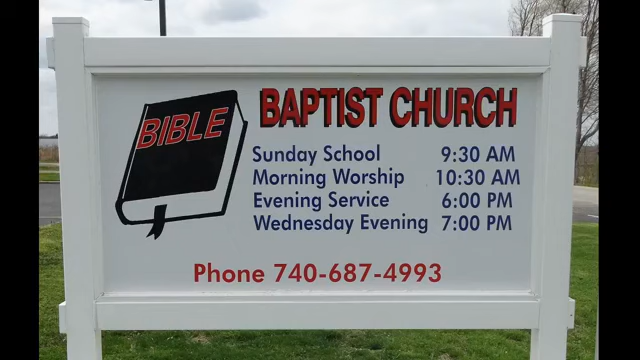 BIBLE
BAPTIST CHURCH
Sunday School 9:30 AM
Morning Worship 10:30 AM
Evening Service 6:00 PM
Wednesday Evening 7:00 PM
Phone 740-687-4993